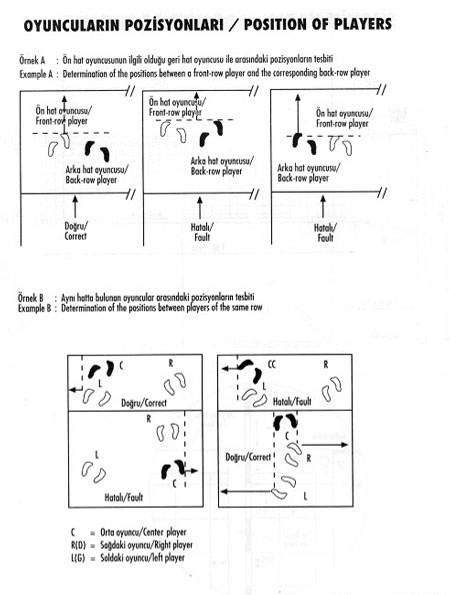 OYUNCULARIN POZİSYONLARI / POSITION OF PLAYERS
Örnek A : Ön hat oyuncusunun ilgili olduğu geri hat oyuncusu ile arasındaki pozisyonların tesbiti
Example A : Determination of the positions between a front-row player and the corresponding back-row player
Ön hat oyuncusu/
Front-row player
Arka hat oyuncusu/
Back-row player
Doğru/
Correct
Ön hat oyuncusu/
Front-row player
Arka hat oyuncusu/
Back-row player
Hatalı/
Fault
Ön hat oyuncusu/
Front-row player
Arka hat oyuncusu/
Back-row player
Hatalı/
Fault
Örnek B : Aynı hatta bulunan oyuncular arasındaki pozisyonların tesbiti
Example B : Determination of the positions between players of the same row
C
R
L
Doğru/Correct
R
L
C
Hatalı/Fault
CC
R
L
Hatalı/Fault
C
Doğru/Correct
R
L
C = Orta oyuncu/Center player
R(D) = Sağdaki oyuncu/Right player
L(G) = Soldaki oyuncu/left player